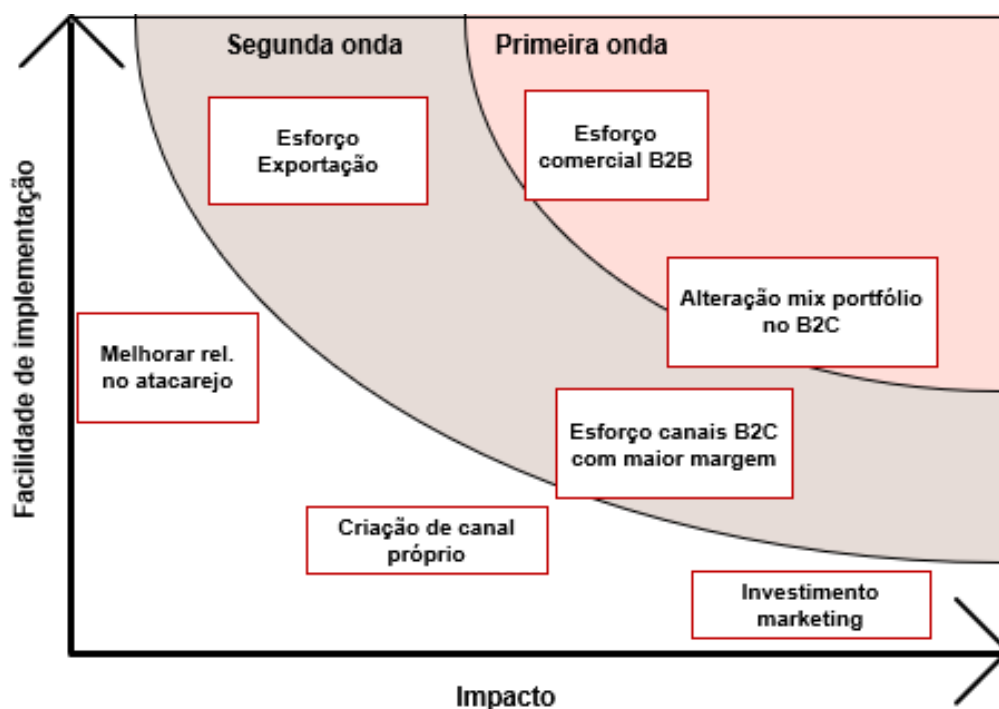 Segunda onda
Primeira onda
Esforço
Exportação
Esforço
comercial B2B
Alteração mix portfólio
no B2C
Melhorar rel.
no atacarejo
Esforço canais B2C
com maior margem
Criação de canal
próprio
Investimento
marketing
Facilidade de implementação
Impacto